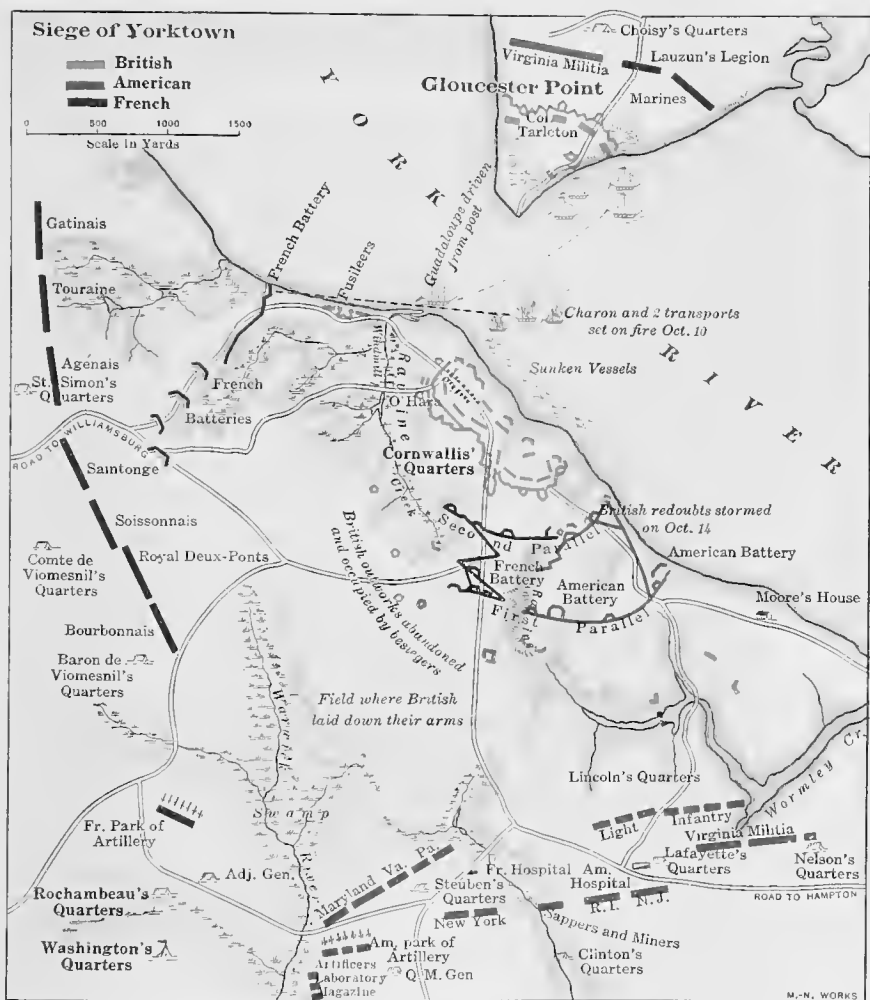 Siege of Yorktown
British
American
French
0 500 1000 1500
Scale in Yards
YORK RIVER
Choisy's Quarters
Virginia Militia
Lauzun's Legion
Gloucester Point
Marines
Col.
Tarleton
Gatinais
Touraine
Agénais
St. Simon's
Quarters
French Battery
Fusileers
Guadaloupe driven
from post
Charon and 2 transports
set on fire Oct. 10
Sunken Vessels
French
Batteries
Windmill
Ravine
Creek
O'Hara
ROAD TO WILLIAMSBURG
Saintonge
Cornwallis'
Quarters
Soissonnais
Royal Deux-Ponts
Comte de
Viomesnil's
Quarters
Bourbonnais
Baron de
Viomesnil's
Quarters
British outworks abandoned
and occupied by besiegers
Second Parallel
British redoubts stormed
on Oct. 14
French
Battery
American
Battery
American Battery
First Parallel
Ravine
Moore's House
Field where British
laid down their arms
Warwick
River
Swamp
Lincoln's Quarters
Wormley Cr.
Light Infantry
Virginia Militia
Lafayette's
Quarters
Nelson's
Quarters
ROAD TO HAMPTON
Fr. Park of
Artillery
Adj. Gen.
Maryland Va. Pa.
Fr. Hospital
Am.
Hospital
Steuben's
Quarters
New York
R.I. N.J.
Sappers and Miners
Clinton's
Quarters
Rochambeau's
Quarters
Washington's
Quarters
Am. park of
Artillery
Artificers
Laboratory
Magazine
Q. M. Gen
M.-N. WORKS